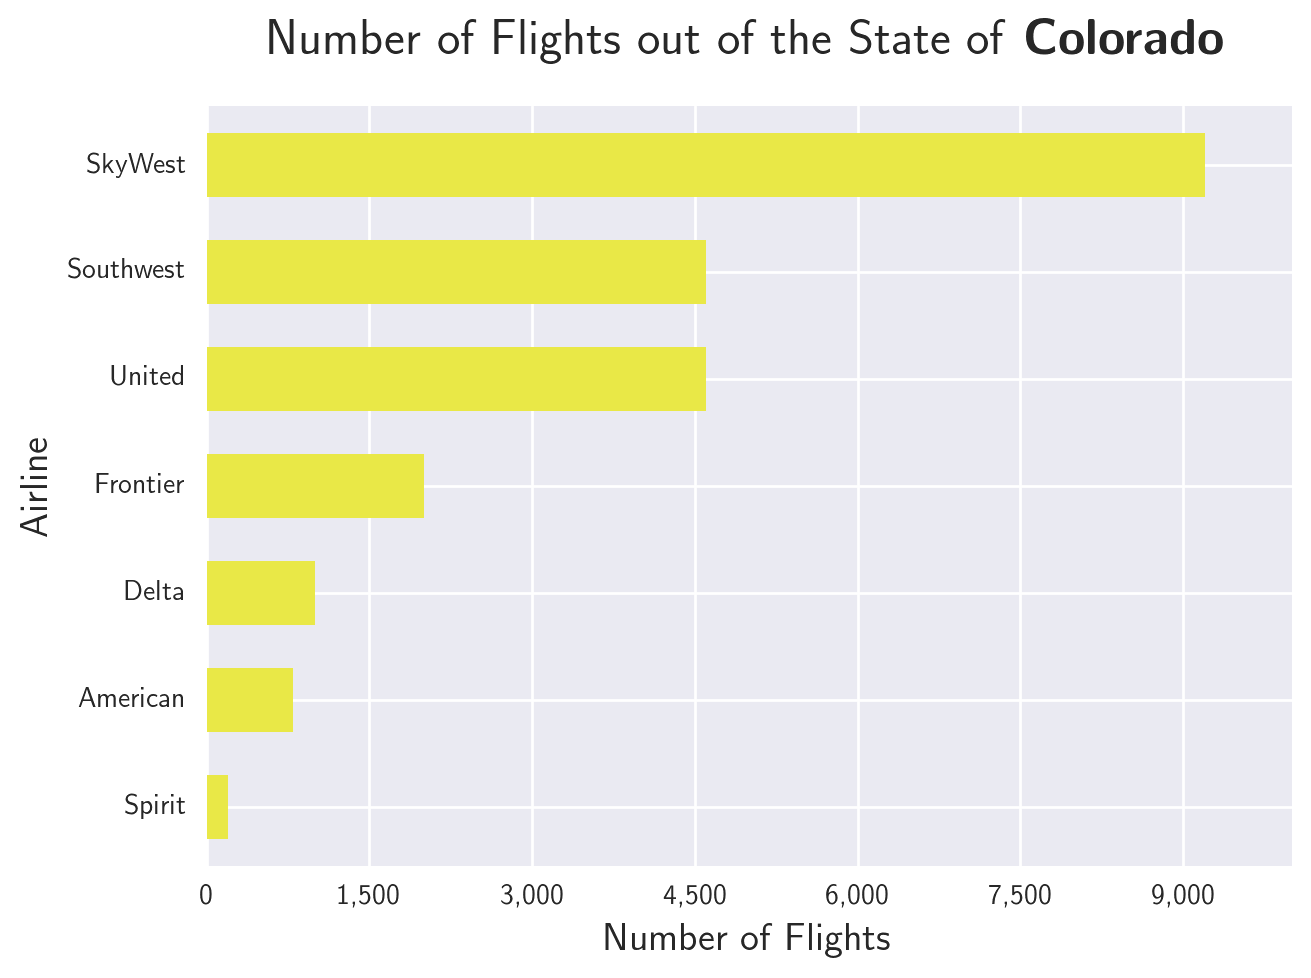 Number of Flights out of the State of Colorado
SkyWest
Southwest
United
Frontier
Delta
American
Spirit
Airline
0 1,500 3,000 4,500 6,000 7,500 9,000
Number of Flights